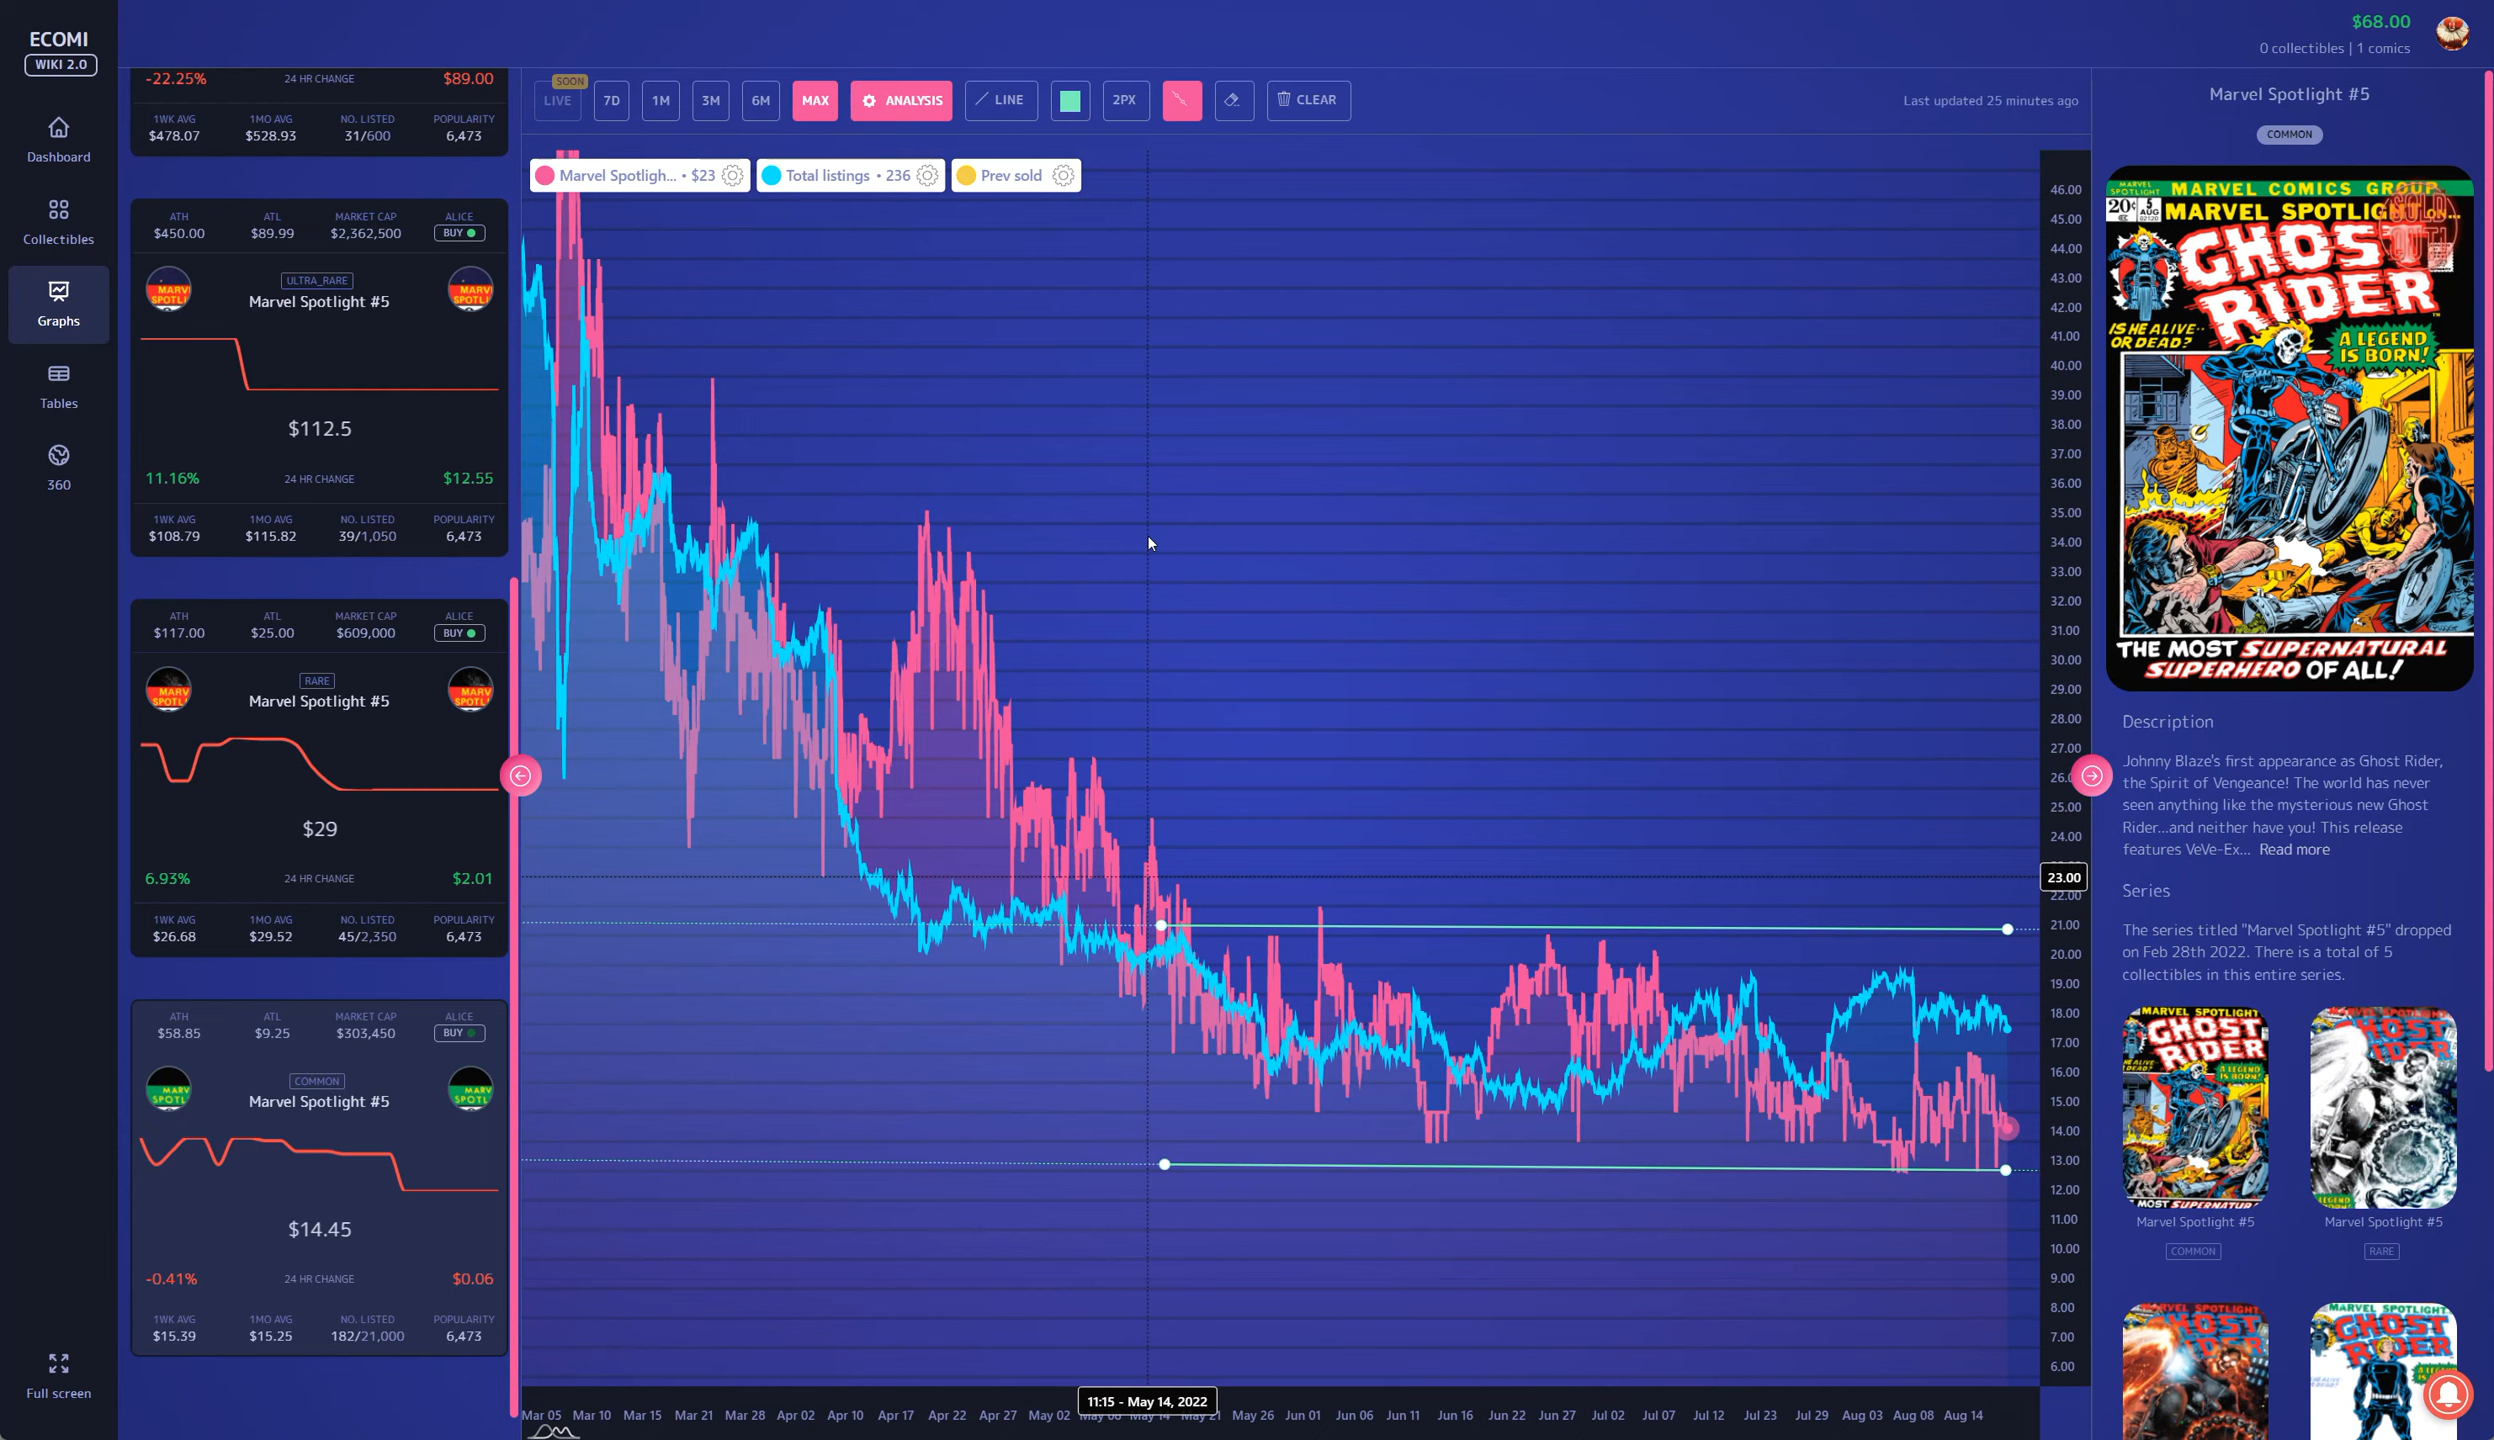 ECOMI
WIKI 2.0
Dashboard
Collectibles
Graphs
Tables
360
Full screen
$68.00
0 collectibles | 1 comics
-22.25% 24 HR CHANGE $89.00
1WK AVG 1MO AVG NO. LISTED POPULARITY
$478.07 $528.93 31/600 6,473
ATH ATL MARKET CAP ALICE
$450.00 $89.99 $2,362,500 BUY
ULTRA_RARE
Marvel Spotlight #5
$112.5
11.16% 24 HR CHANGE $12.55
1WK AVG 1MO AVG NO. LISTED POPULARITY
$108.79 $115.82 39/1,050 6,473
ATH ATL MARKET CAP ALICE
$117.00 $25.00 $609,000 BUY
RARE
Marvel Spotlight #5
$29
6.93% 24 HR CHANGE $2.01
1WK AVG 1MO AVG NO. LISTED POPULARITY
$26.68 $29.52 45/2,350 6,473
ATH ATL MARKET CAP ALICE
$58.85 $9.25 $303,450 BUY
COMMON
Marvel Spotlight #5
$14.45
-0.41% 24 HR CHANGE $0.06
1WK AVG 1MO AVG NO. LISTED POPULARITY
$15.39 $15.25 182/21,000 6,473
SOON
LIVE 7D 1M 3M 6M MAX ANALYSIS LINE 2PX CLEAR Last updated 25 minutes ago
Marvel Spotligh... • $23 Total listings • 236 Prev sold
46.00
45.00
44.00
43.00
42.00
41.00
40.00
39.00
38.00
37.00
36.00
35.00
34.00
33.00
32.00
31.00
30.00
29.00
28.00
27.00
26.0
25.00
24.00
23.00
22.00
21.00
20.00
19.00
18.00
17.00
16.00
15.00
14.00
13.00
12.00
11.00
10.00
9.00
8.00
7.00
6.00
11:15 - May 14, 2022
Mar 05 Mar 10 Mar 15 Mar 21 Mar 28 Apr 02 Apr 10 Apr 17 Apr 22 Apr 27 May 02 May 08 May 14 May 21 May 26 Jun 01 Jun 06 Jun 11 Jun 16 Jun 22 Jun 27 Jul 02 Jul 07 Jul 12 Jul 23 Jul 29 Aug 03 Aug 08 Aug 14
Marvel Spotlight #5
COMMON
MARVEL COMICS GROUP
MARVEL SPOTLIGHT
20¢ 5 AUG MARVEL SPOTLIG ON...
SOLD OUT!
GHOST RIDER
IS HE ALIVE..
OR DEAD?
A LEGEND
IS BORN!
THE MOST SUPERNATURAL
SUPERHERO OF ALL!
Description
Johnny Blaze's first appearance as Ghost Rider,
the Spirit of Vengeance! The world has never
seen anything like the mysterious new Ghost
Rider...and neither have you! This release
features VeVe-Ex... Read more
Series
The series titled "Marvel Spotlight #5" dropped
on Feb 28th 2022. There is a total of 5
collectibles in this entire series.
Marvel Spotlight #5
COMMON
Marvel Spotlight #5
RARE